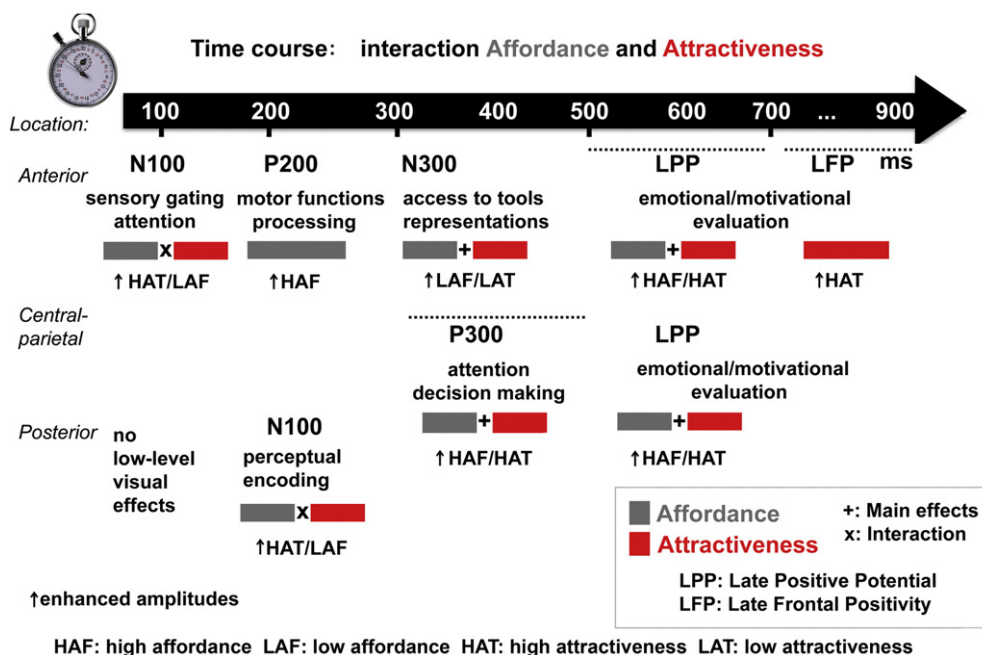 Time course: interaction Affordance and Attractiveness
100 200 300 400 500 600 700 ... 900
Location:
ms
Anterior
N100
sensory gating
attention
x
↑HAT/LAF
P200
motor functions
processing
↑HAF
N300
access to tools
representations
+
↑LAF/LAT
LPP
LFP
emotional/motivational
evaluation
+
↑HAF/HAT
↑HAT
Central-
parietal
P300
attention
decision making
+
↑HAF/HAT
LPP
emotional/motivational
evaluation
+
↑HAF/HAT
Posterior
no
low-level
visual
effects
N100
perceptual
encoding
x
↑HAT/LAF
Affordance
Attractiveness
+: Main effects
x: Interaction
LPP: Late Positive Potential
LFP: Late Frontal Positivity
↑enhanced amplitudes
HAF: high affordance LAF: low affordance HAT: high attractiveness LAT: low attractiveness